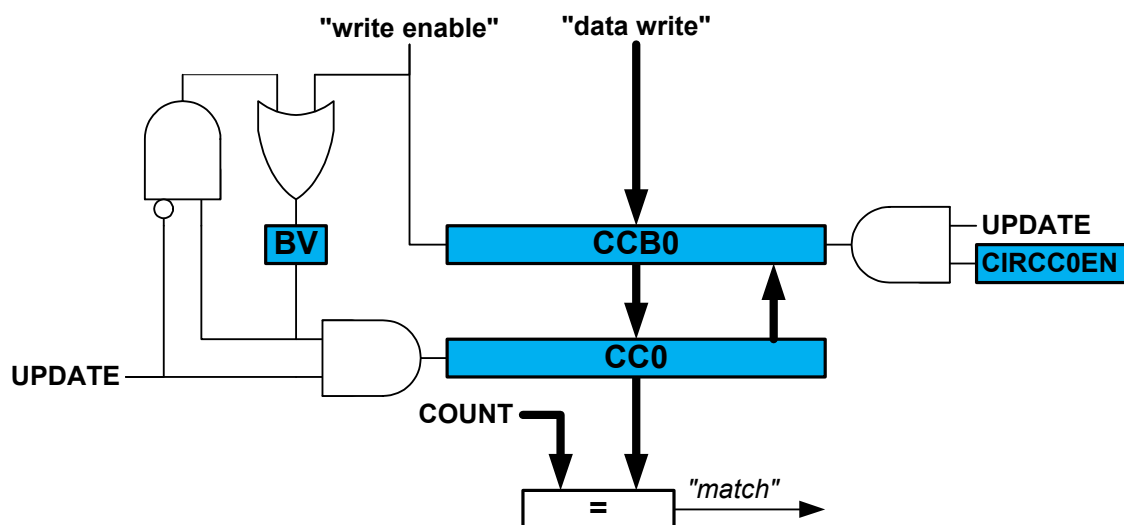 "write enable"
"data write"
UPDATE
BV
CCB0
CIRCC0EN
CC0
UPDATE
COUNT
"match"
=